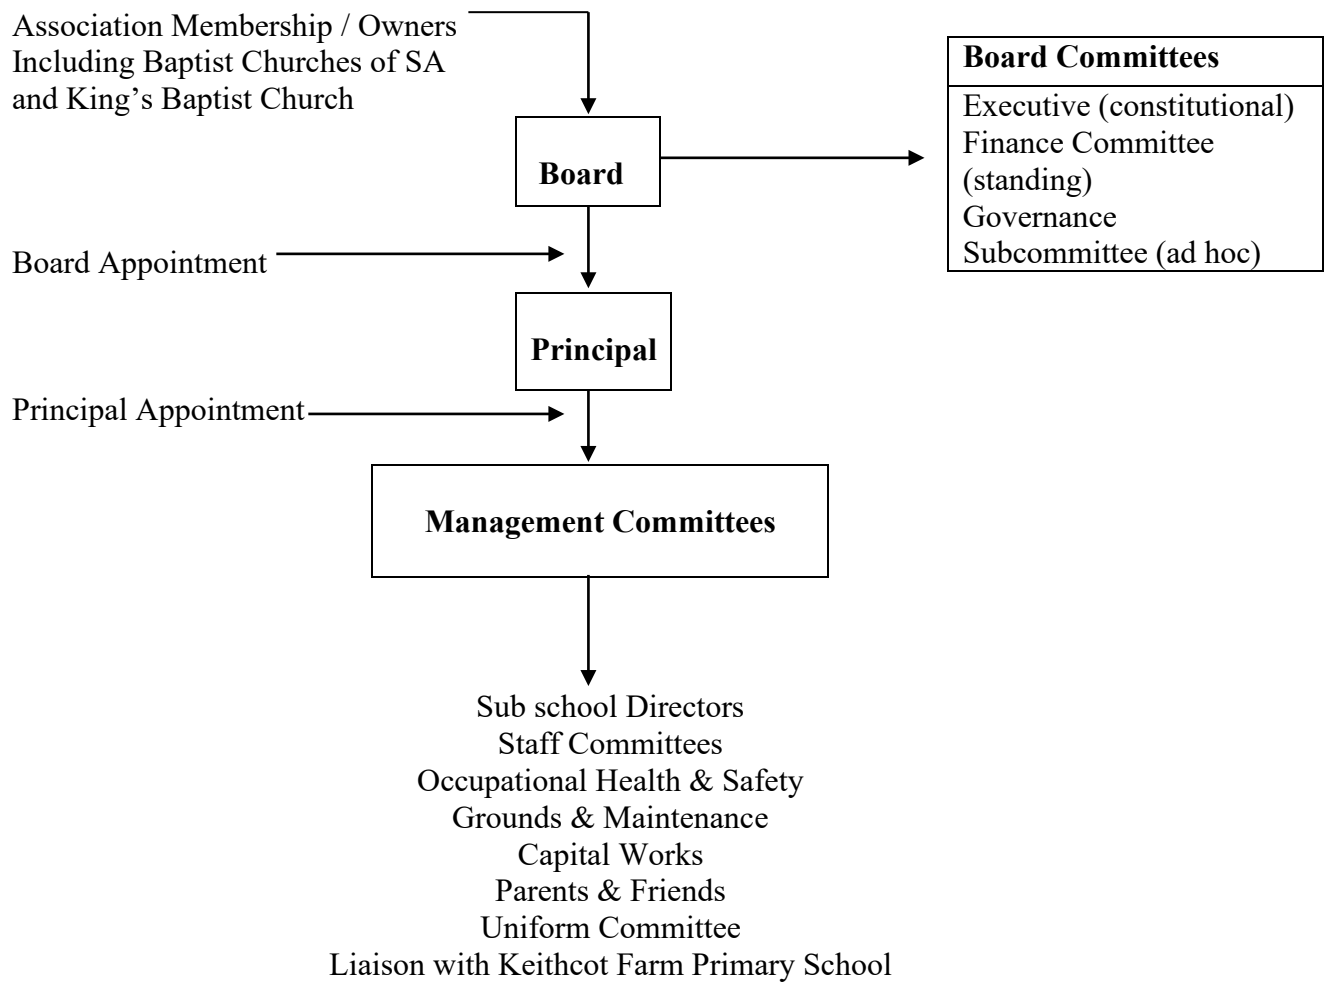 Association Membership / Owners
Including Baptist Churches of SA
and King’s Baptist Church
Board Committees
Executive (constitutional)
Finance Committee
(standing)
Governance
Subcommittee (ad hoc)
Board
Board Appointment
Principal
Principal Appointment
Management Committees
Sub school Directors
Staff Committees
Occupational Health & Safety
Grounds & Maintenance
Capital Works
Parents & Friends
Uniform Committee
Liaison with Keithcot Farm Primary School